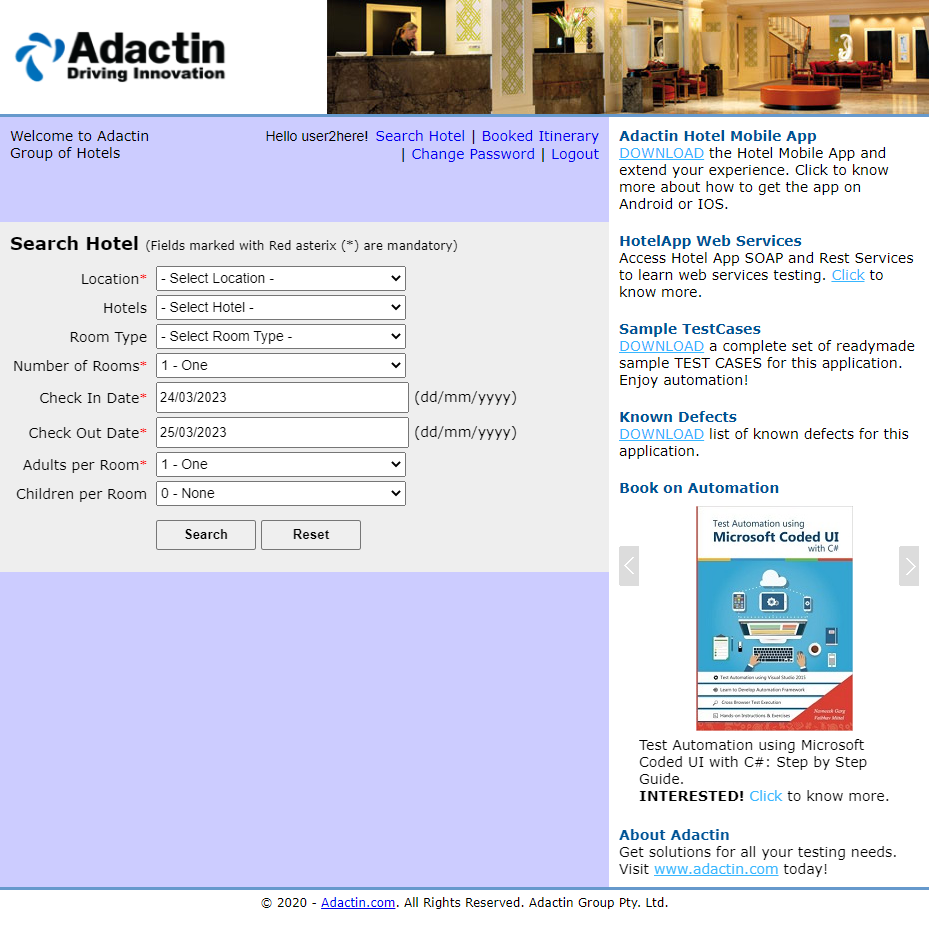 Adactin
Driving Innovation
Welcome to Adactin
Group of Hotels
Hello user2here! Search Hotel | Booked Itinerary
| Change Password | Logout
Search Hotel (Fields marked with Red asterix (*) are mandatory)
Location* - Select Location -
Hotels - Select Hotel -
Room Type - Select Room Type -
Number of Rooms* 1 - One
Check In Date* 24/03/2023 (dd/mm/yyyy)
Check Out Date* 25/03/2023 (dd/mm/yyyy)
Adults per Room* 1 - One
Children per Room 0 - None
Search Reset
Adactin Hotel Mobile App
DOWNLOAD the Hotel Mobile App and
extend your experience. Click to know
more about how to get the app on
Android or IOS.
HotelApp Web Services
Access Hotel App SOAP and Rest Services
to learn web services testing. Click to
know more.
Sample TestCases
DOWNLOAD a complete set of readymade
sample TEST CASES for this application.
Enjoy automation!
Known Defects
DOWNLOAD list of known defects for this
application.
Book on Automation
Test Automation using
Microsoft Coded UI
with C#
Test Automation using Visual Studio 2015
Learn to Develop Automation Framework
Cross Browser Test Execution
Hands-on Instructions & Exercises
Navneesh Garg
Vaibhav Mittal
Test Automation using Microsoft
Coded UI with C#: Step by Step
Guide.
INTERESTED! Click to know more.
About Adactin
Get solutions for all your testing needs.
Visit www.adactin.com today!
© 2020 - Adactin.com. All Rights Reserved. Adactin Group Pty. Ltd.